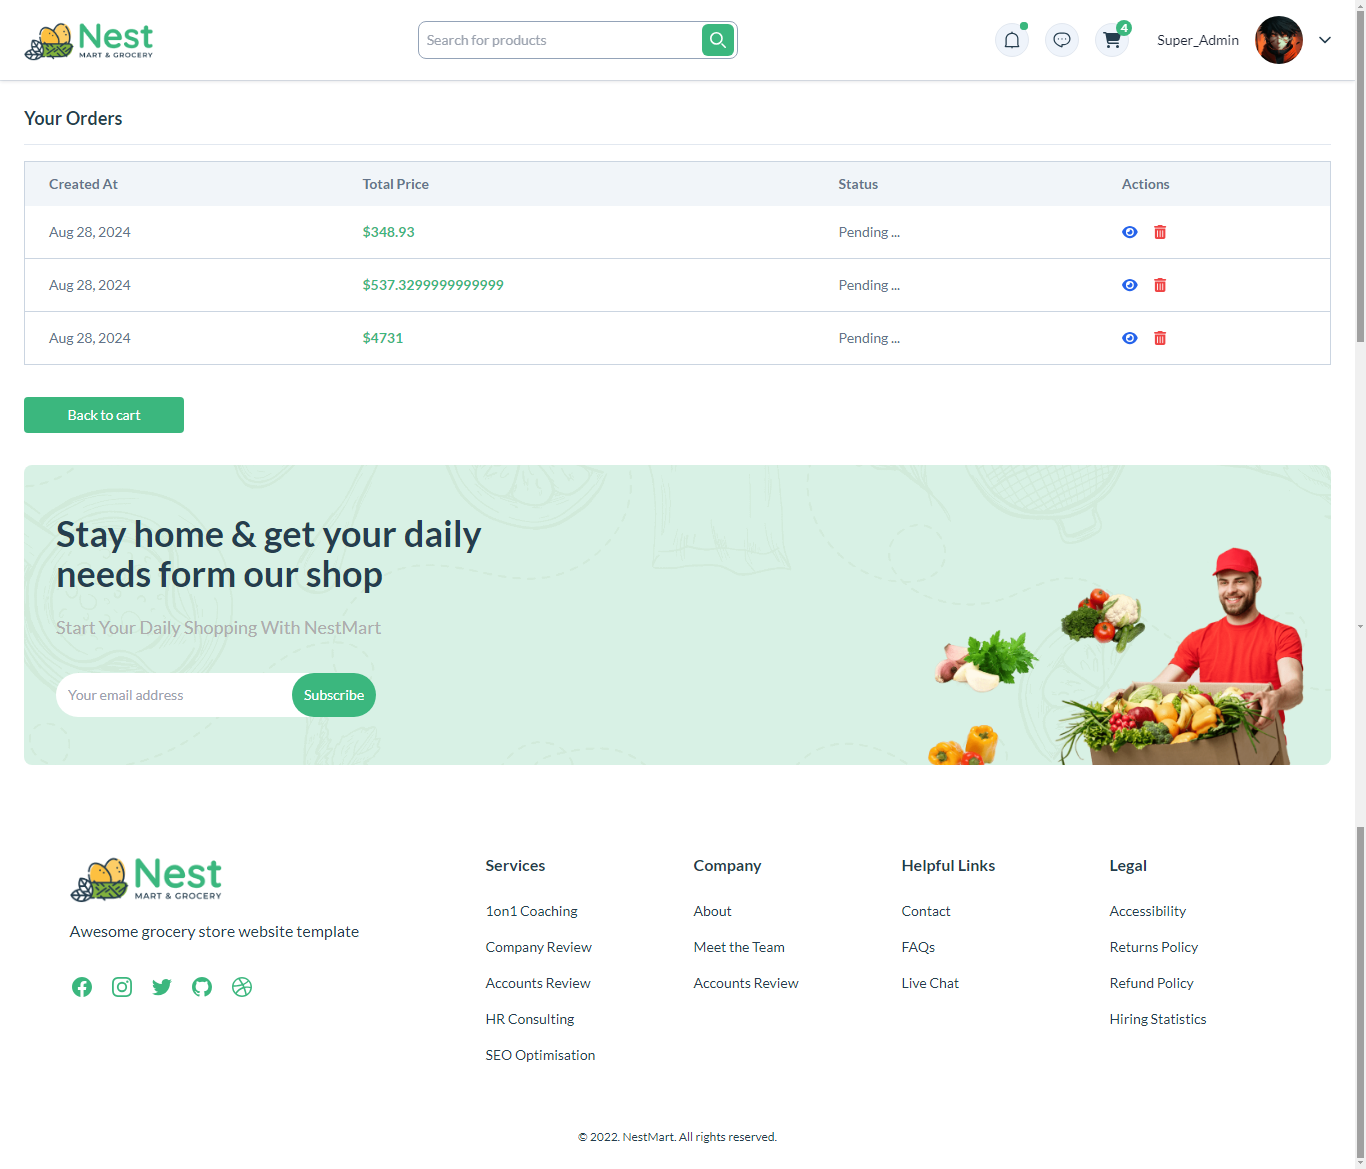 Nest
MART & GROCERY
Search for products
4
Super_Admin
Your Orders
Created At Total Price Status Actions
Aug 28, 2024 $348.93 Pending ...
Aug 28, 2024 $537.3299999999999 Pending ...
Aug 28, 2024 $4731 Pending ...
Back to cart
Stay home & get your daily
needs form our shop
Start Your Daily Shopping With NestMart
Your email address Subscribe
Nest
MART & GROCERY
Awesome grocery store website template
Services
1on1 Coaching
Company Review
Accounts Review
HR Consulting
SEO Optimisation
Company
About
Meet the Team
Accounts Review
Helpful Links
Contact
FAQs
Live Chat
Legal
Accessibility
Returns Policy
Refund Policy
Hiring Statistics
© 2022. NestMart. All rights reserved.